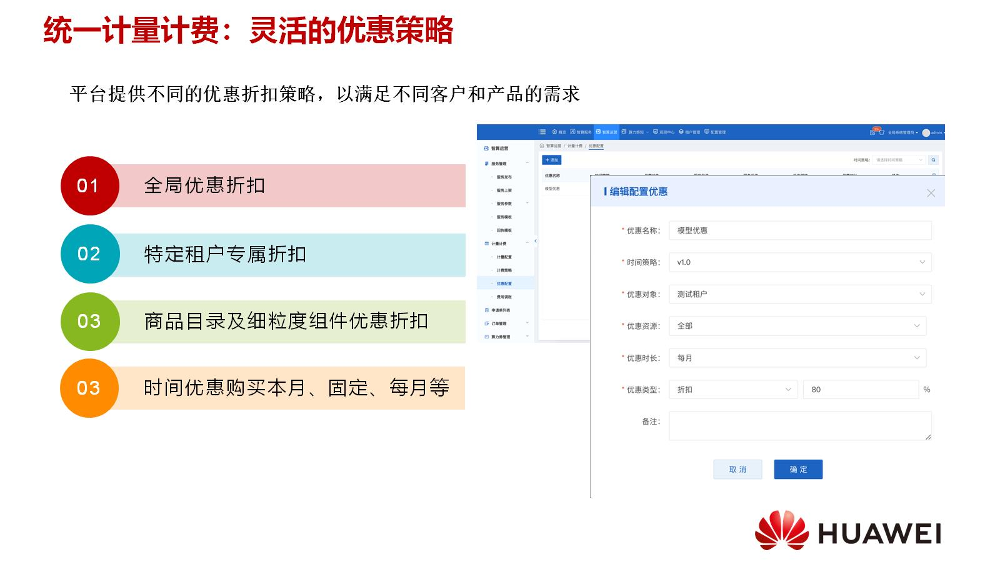 统一计量计费：灵活的优惠策略
平台提供不同的优惠折扣策略，以满足不同客户和产品的需求
01 全局优惠折扣
02 特定租户专属折扣
03 商品目录及细粒度组件优惠折扣
03 时间优惠购买本月、固定、每月等
概览 智算服务 智算运营 算力感知 观测中心 租户管理 配置管理 99+ 全局系统管理员 admin
智算运营
智算运营 / 计量计费 / 优惠配置
服务管理
+ 添加
时间策略： 请选择时间策略
服务发布
优惠名称
服务上架
模型优惠
服务参数
服务模板
回执模板
计量计费
计量配置
计费策略
优惠配置
费用调账
申请单列表
订单管理
算力券管理
编辑配置优惠
* 优惠名称： 模型优惠
* 时间策略： v1.0
* 优惠对象： 测试租户
* 优惠资源： 全部
* 优惠时长： 每月
* 优惠类型： 折扣 80 %
备注：
取 消 确 定
HUAWEI